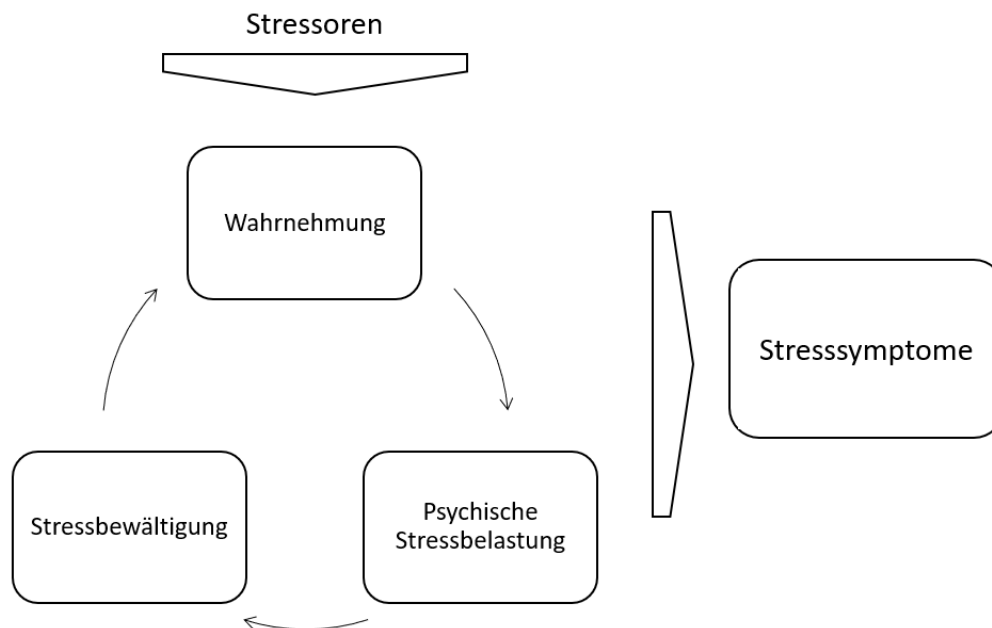 Stressoren
Wahrnehmung
Stresssymptome
Stressbewältigung
Psychische
Stressbelastung